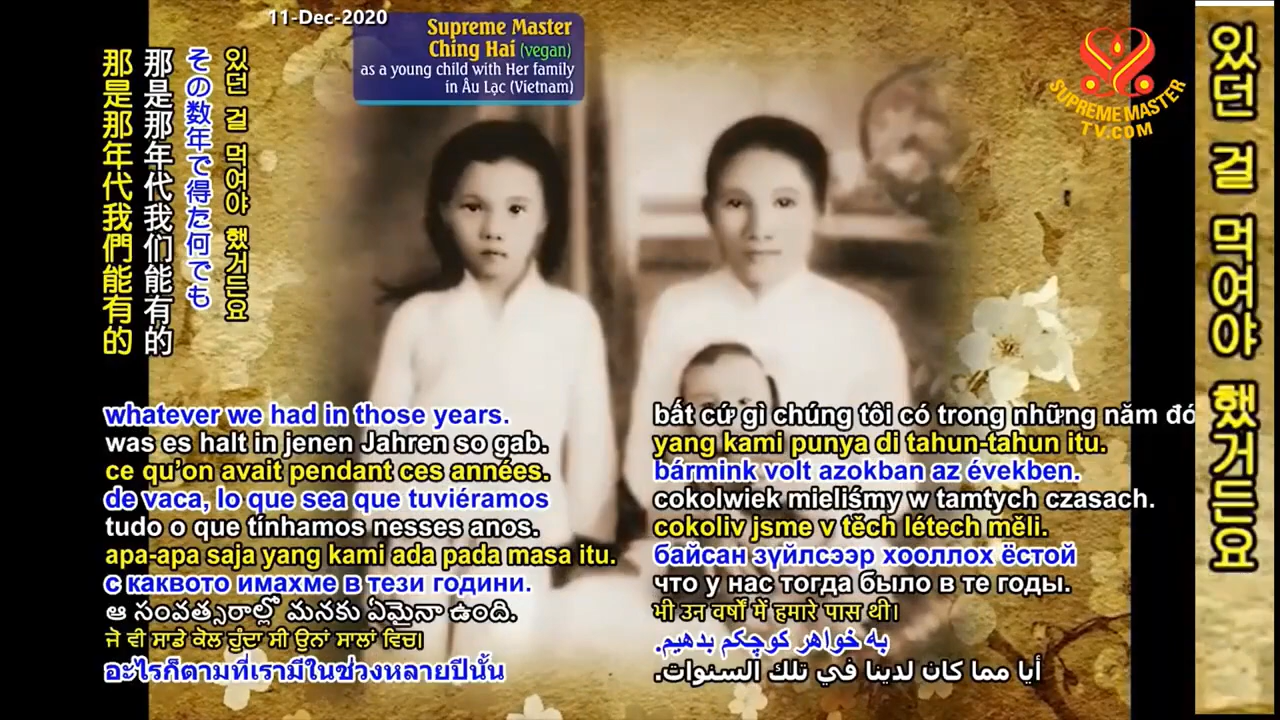 11-Dec-2020
Supreme Master
Ching Hai (vegan)
as a young child with Her family
in Âu Lạc (Vietnam)
SUPREME MASTER
TV.COM
있던 걸 먹여야 했거든요
その数年で得た何でも
那是那年代我们能有的
那是那年代我們能有的
있던 걸 먹여야 했거든요
whatever we had in those years.
was es halt in jenen Jahren so gab.
ce qu’on avait pendant ces années.
de vaca, lo que sea que tuviéramos
tudo o que tínhamos nesses anos.
apa-apa saja yang kami ada pada masa itu.
с каквото имахме в тези години.
ఆ సంవత్సరాల్లో మనకు ఏమైనా ఉంది.
ਜੋ ਵੀ ਸਾਡੇ ਕੋਲ ਹੁੰਦਾ ਸੀ ਉਨਾਂ ਸਾਲਾਂ ਵਿਚ।
อะไรก็ตามที่เรามีในช่วงหลายปีนั้น
bất cứ gì chúng tôi có trong những năm đó
yang kami punya di tahun-tahun itu.
bármink volt azokban az években.
cokolwiek mieliśmy w tamtych czasach.
cokoliv jsme v těch létech měli.
байсан зүйлсээр хооллох ёстой
что у нас тогда было в те годы.
भी उन वर्षों में हमारे पास थी।
به خواهر کوچکم بدهیم.
أيا مما كان لدينا في تلك السنوات.